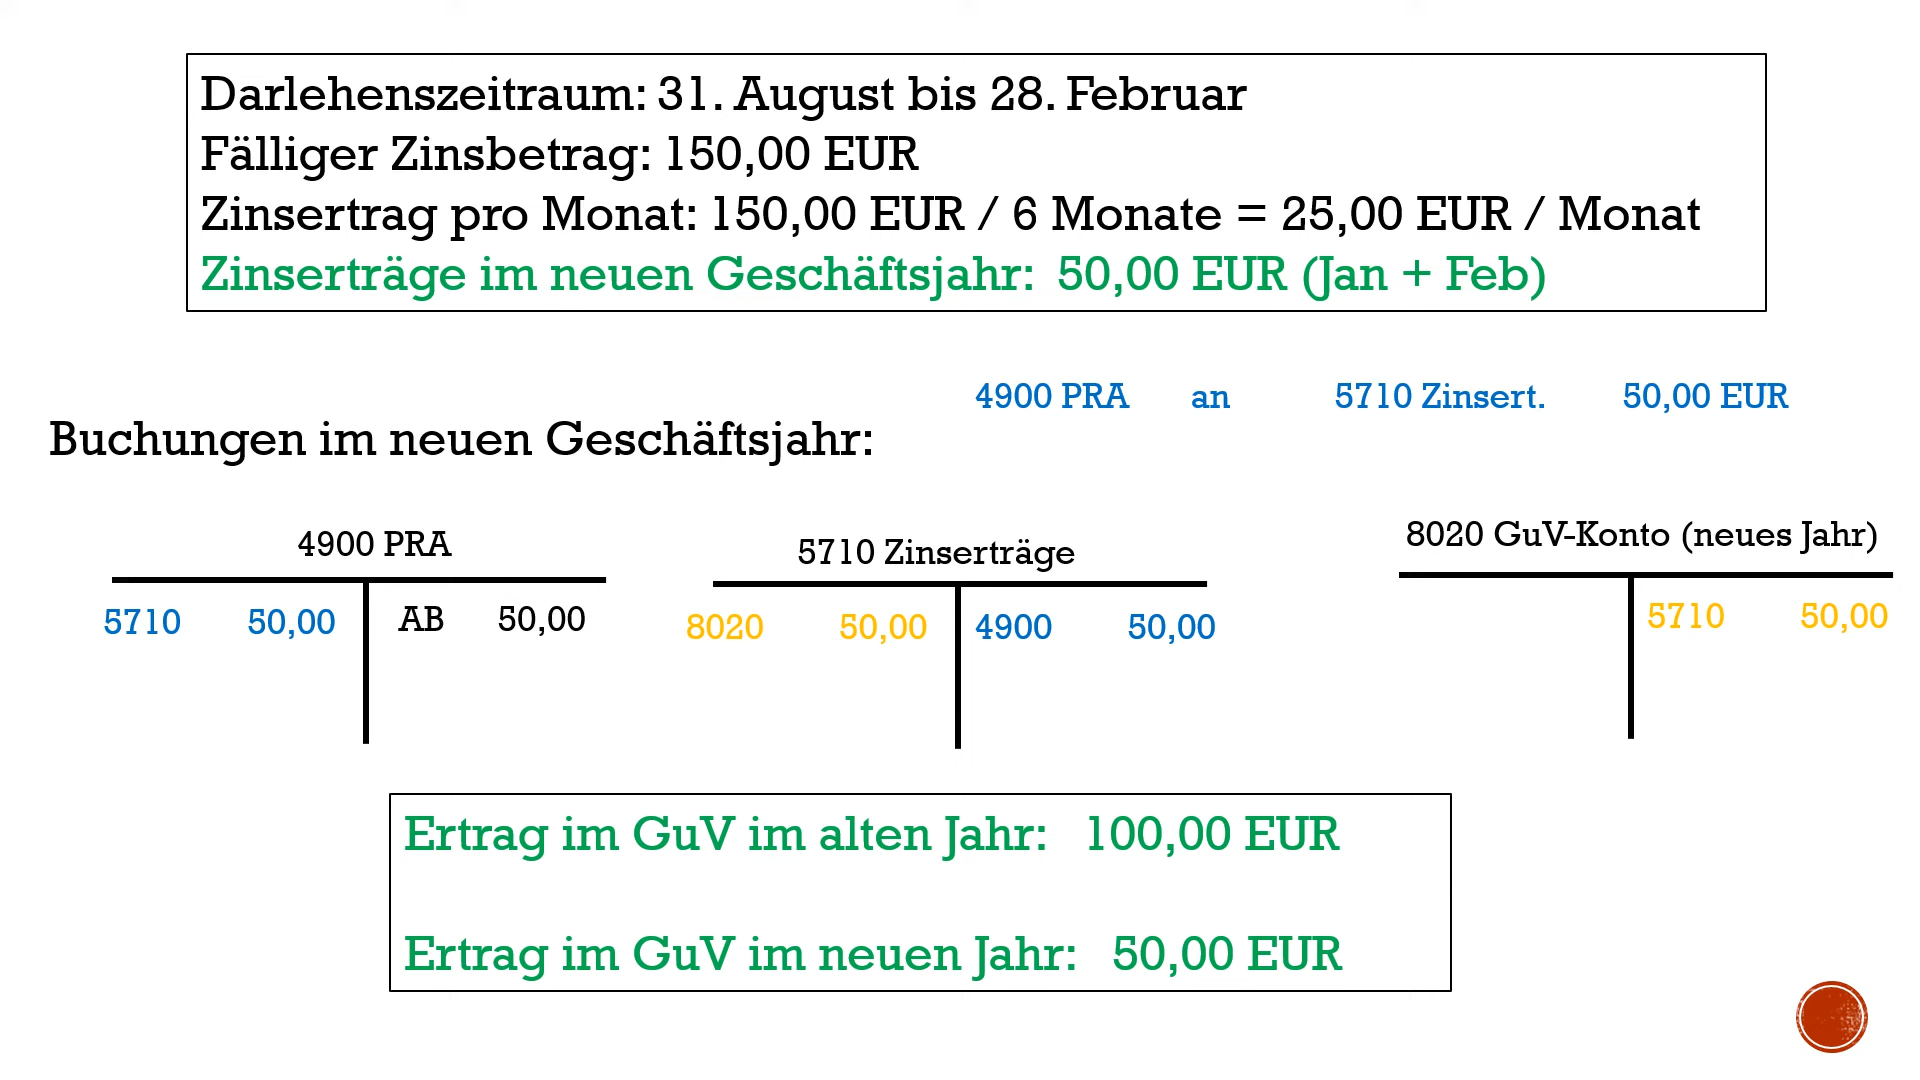 Darlehenszeitraum: 31. August bis 28. Februar
Fälliger Zinsbetrag: 150,00 EUR
Zinsertrag pro Monat: 150,00 EUR / 6 Monate = 25,00 EUR / Monat
Zinserträge im neuen Geschäftsjahr: 50,00 EUR (Jan + Feb)
4900 PRA an 5710 Zinsert. 50,00 EUR
Buchungen im neuen Geschäftsjahr:
4900 PRA
5710 50,00 AB 50,00
5710 Zinserträge
8020 50,00 4900 50,00
8020 GuV-Konto (neues Jahr)
5710 50,00
Ertrag im GuV im alten Jahr: 100,00 EUR
Ertrag im GuV im neuen Jahr: 50,00 EUR